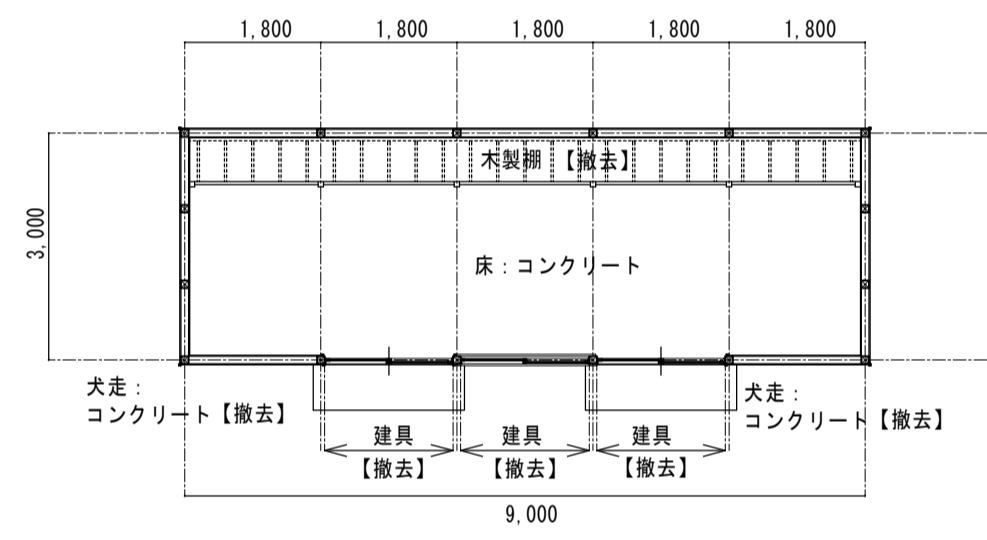 1,800 1,800 1,800 1,800 1,800
木製棚 【撤去】
3,000
床：コンクリート
犬走：
コンクリート【撤去】
犬走：
コンクリート【撤去】
建具 建具 建具
【撤去】 【撤去】 【撤去】
9,000